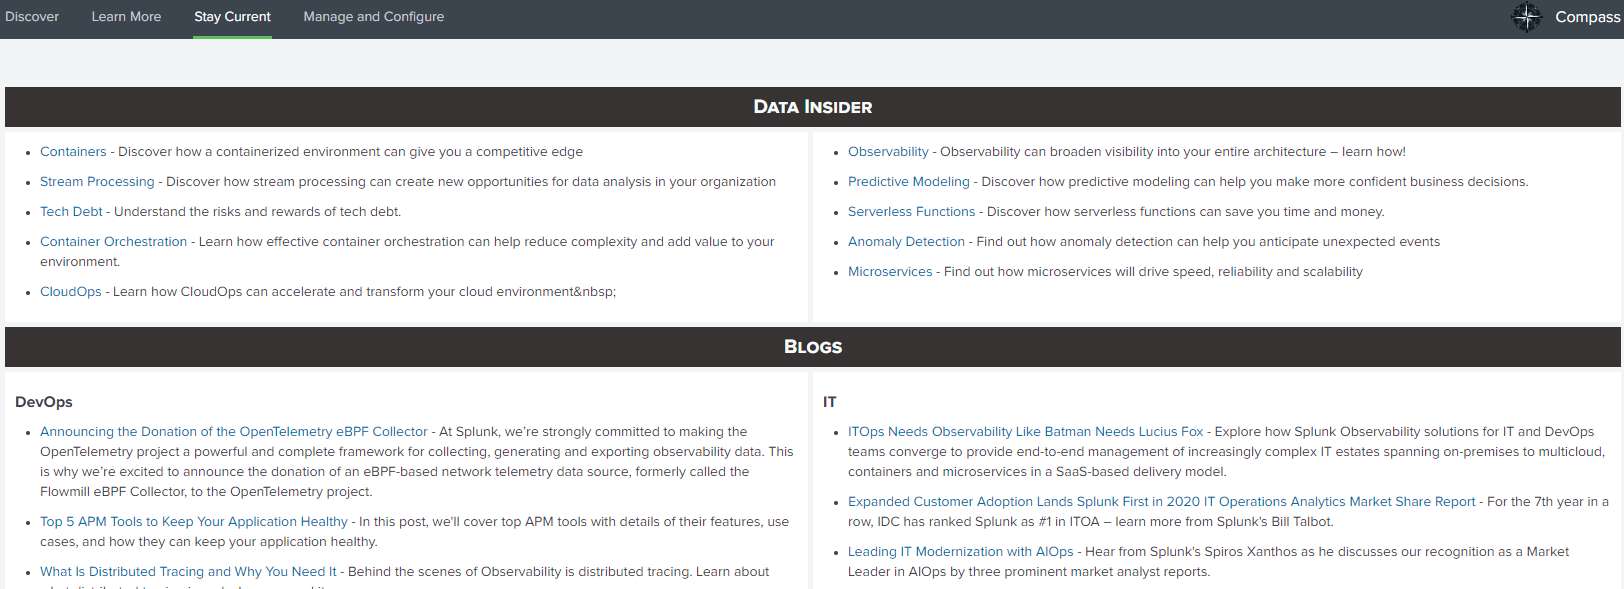 Discover Learn More Stay Current Manage and Configure Compass
Data Insider
Containers - Discover how a containerized environment can give you a competitive edge
Stream Processing - Discover how stream processing can create new opportunities for data analysis in your organization
Tech Debt - Understand the risks and rewards of tech debt.
Container Orchestration - Learn how effective container orchestration can help reduce complexity and add value to your
environment.
CloudOps - Learn how CloudOps can accelerate and transform your cloud environment&nbsp;
Observability - Observability can broaden visibility into your entire architecture – learn how!
Predictive Modeling - Discover how predictive modeling can help you make more confident business decisions.
Serverless Functions - Discover how serverless functions can save you time and money.
Anomaly Detection - Find out how anomaly detection can help you anticipate unexpected events
Microservices - Find out how microservices will drive speed, reliability and scalability
Blogs
DevOps
Announcing the Donation of the OpenTelemetry eBPF Collector - At Splunk, we're strongly committed to making the
OpenTelemetry project a powerful and complete framework for collecting, generating and exporting observability data. This
is why we're excited to announce the donation of an eBPF-based network telemetry data source, formerly called the
Flowmill eBPF Collector, to the OpenTelemetry project.
Top 5 APM Tools to Keep Your Application Healthy - In this post, we'll cover top APM tools with details of their features, use
cases, and how they can keep your application healthy.
What Is Distributed Tracing and Why You Need It - Behind the scenes of Observability is distributed tracing. Learn about
IT
ITOps Needs Observability Like Batman Needs Lucius Fox - Explore how Splunk Observability solutions for IT and DevOps
teams converge to provide end-to-end management of increasingly complex IT estates spanning on-premises to multicloud,
containers and microservices in a SaaS-based delivery model.
Expanded Customer Adoption Lands Splunk First in 2020 IT Operations Analytics Market Share Report - For the 7th year in a
row, IDC has ranked Splunk as #1 in ITOA – learn more from Splunk's Bill Talbot.
Leading IT Modernization with AIOps - Hear from Splunk's Spiros Xanthos as he discusses our recognition as a Market
Leader in AIOps by three prominent market analyst reports.